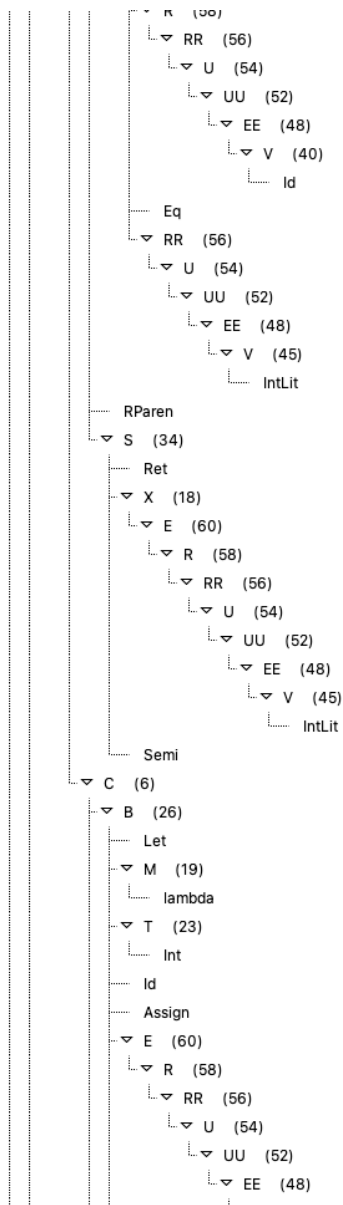 R (58)
RR (56)
U (54)
UU (52)
EE (48)
V (40)
Id
Eq
RR (56)
U (54)
UU (52)
EE (48)
V (45)
IntLit
RParen
S (34)
Ret
X (18)
E (60)
R (58)
RR (56)
U (54)
UU (52)
EE (48)
V (45)
IntLit
Semi
C (6)
B (26)
Let
M (19)
lambda
T (23)
Int
Id
Assign
E (60)
R (58)
RR (56)
U (54)
UU (52)
EE (48)